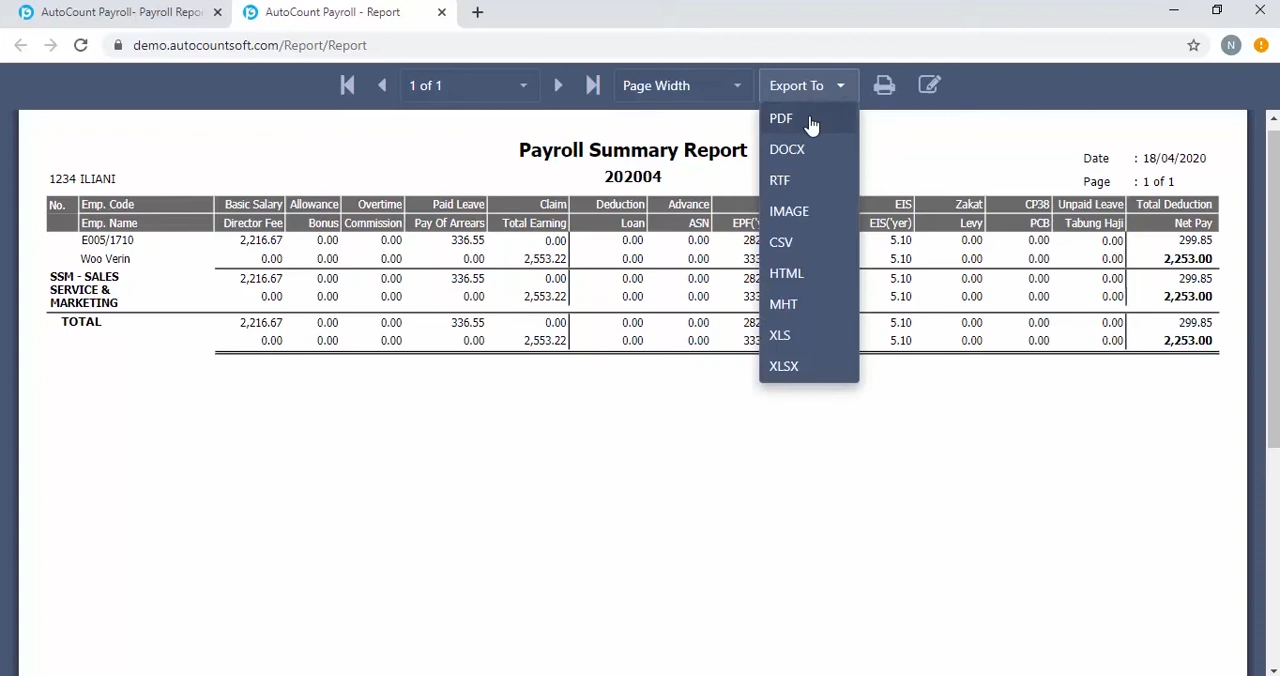 AutoCount Payroll- Payroll Repo
AutoCount Payroll - Report
demo.autocountsoft.com/Report/Report
N
1 of 1
Page Width
Export To
PDF
DOCX
RTF
IMAGE
CSV
HTML
MHT
XLS
XLSX
Payroll Summary Report
202004
Date : 18/04/2020
Page : 1 of 1
1234 ILIANI
No. Emp. Code Basic Salary Allowance Overtime Paid Leave Claim Deduction Advance EIS Zakat CP38 Unpaid Leave Total Deduction
Emp. Name Director Fee Bonus Commission Pay Of Arrears Total Earning Loan ASN EIS('yer) Levy PCB Tabung Haji Net Pay
E005/1710 2,216.67 0.00 0.00 336.55 0.00 0.00 0.00 5.10 0.00 0.00 0.00 299.85
Woo Verin 0.00 0.00 0.00 0.00 2,553.22 0.00 0.00 5.10 0.00 0.00 0.00 2,253.00
SSM - SALES 2,216.67 0.00 0.00 336.55 0.00 0.00 0.00 5.10 0.00 0.00 0.00 299.85
SERVICE & 0.00 0.00 0.00 0.00 2,553.22 0.00 0.00 5.10 0.00 0.00 0.00 2,253.00
MARKETING
TOTAL 2,216.67 0.00 0.00 336.55 0.00 0.00 0.00 5.10 0.00 0.00 0.00 299.85
0.00 0.00 0.00 0.00 2,553.22 0.00 0.00 5.10 0.00 0.00 0.00 2,253.00